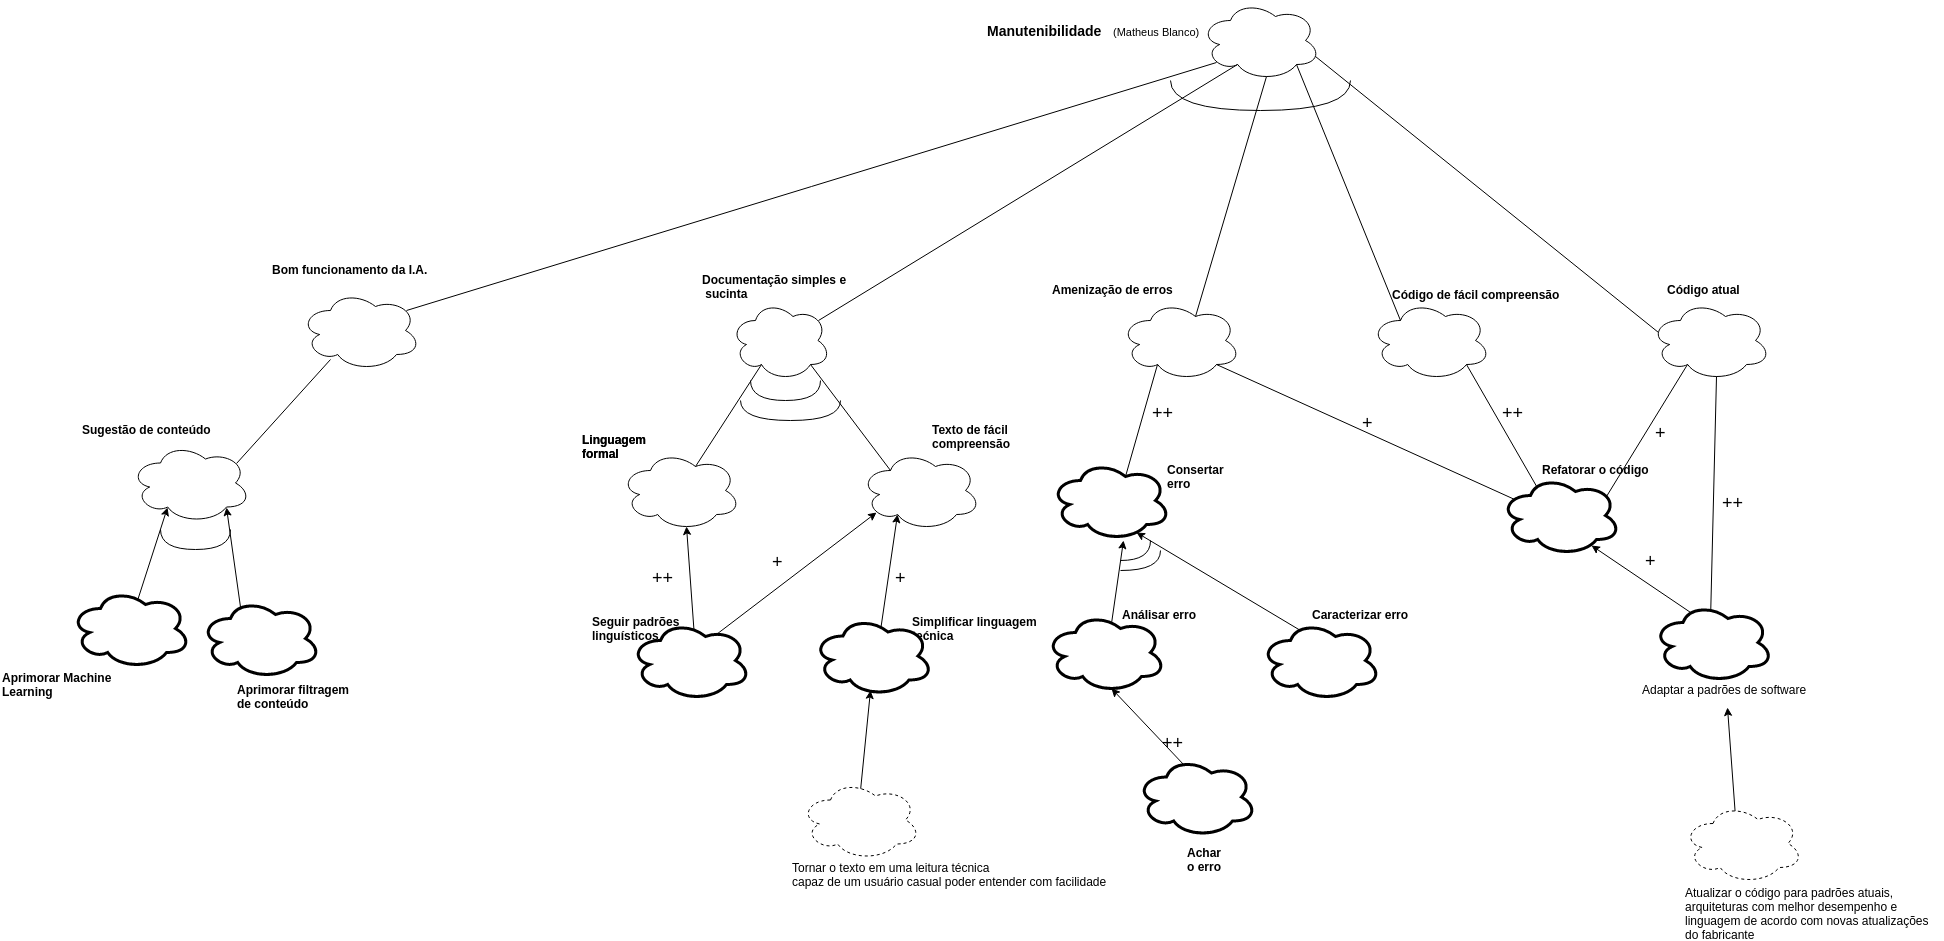 Manutenibilidade (Matheus Blanco)
Bom funcionamento da I.A.
Documentação simples e
sucinta
Amenização de erros
Código de fácil compreensão
Código atual
Sugestão de conteúdo
Linguagem
formal
Texto de fácil
compreensão
++
+
++
+
Consertar
erro
Refatorar o código
++
++
+
+
+
Seguir padrões
linguísticos
Simplificar linguagem
tecnica
Análisar erro
Caracterizar erro
Aprimorar Machine
Learning
Aprimorar filtragem
de conteúdo
Adaptar a padrões de software
++
Achar
o erro
Tornar o texto em uma leitura técnica
capaz de um usuário casual poder entender com facilidade
Atualizar o código para padrões atuais,
arquiteturas com melhor desempenho e
linguagem de acordo com novas atualizações
do fabricante